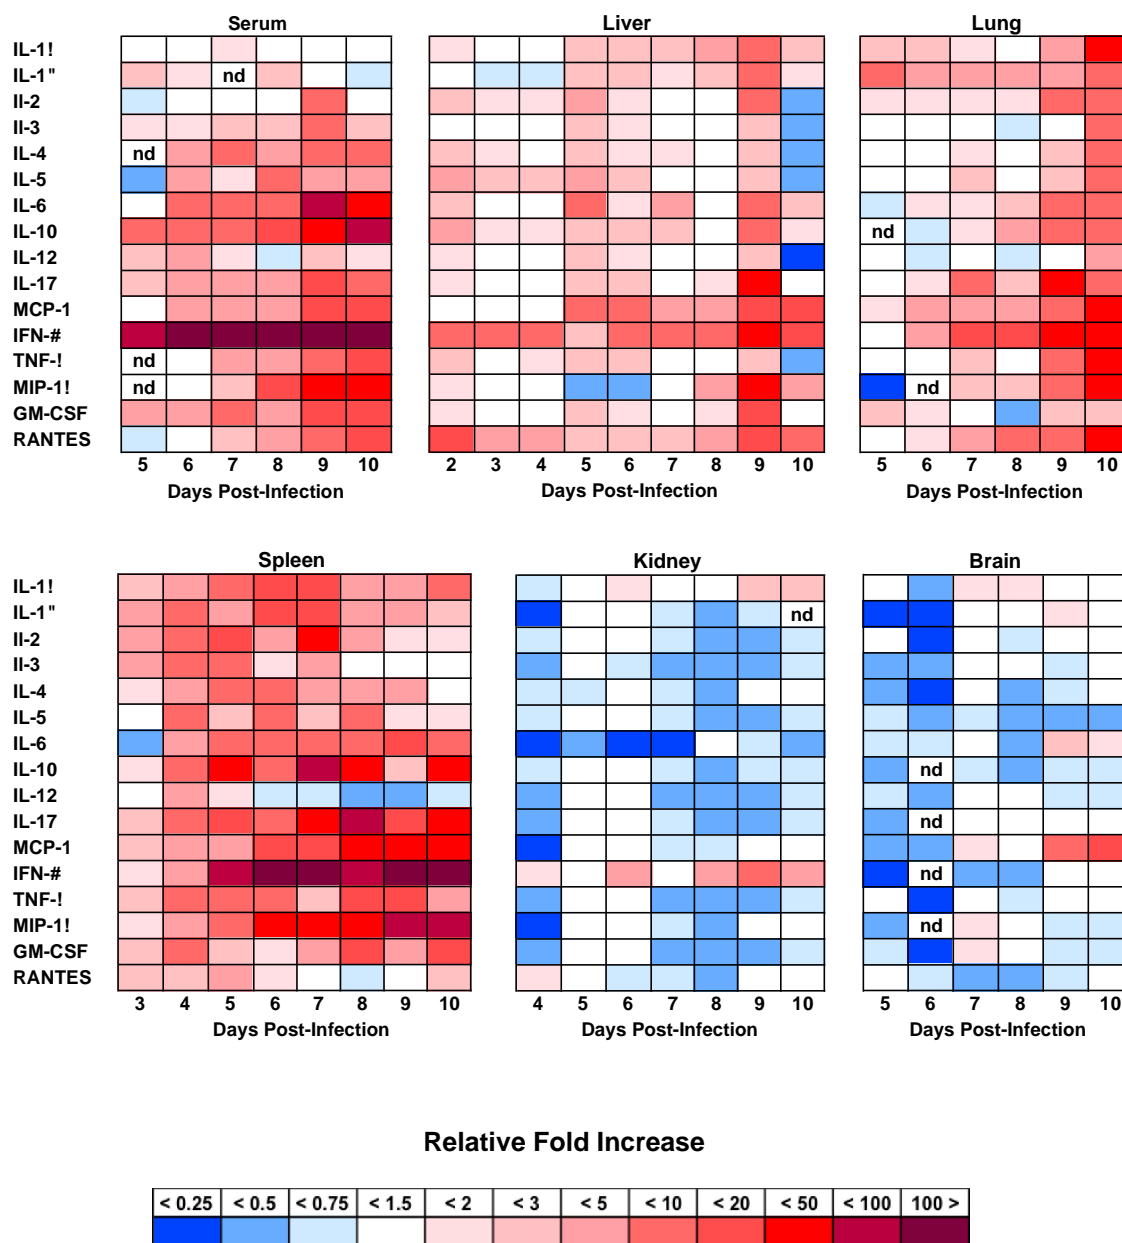 Serum Liver Lung
IL-1!
IL-1" nd
Il-2
Il-3
IL-4 nd
IL-5
IL-6
IL-10 nd
IL-12
IL-17
MCP-1
IFN-#
TNF-! nd
MIP-1! nd nd
GM-CSF
RANTES
5 6 7 8 9 10 2 3 4 5 6 7 8 9 10 5 6 7 8 9 10
Days Post-Infection Days Post-Infection Days Post-Infection
Spleen Kidney Brain
IL-1!
IL-1" nd
Il-2
Il-3
IL-4
IL-5
IL-6
IL-10 nd
IL-12
IL-17 nd
MCP-1
IFN-# nd
TNF-!
MIP-1! nd
GM-CSF
RANTES
3 4 5 6 7 8 9 10 4 5 6 7 8 9 10 5 6 7 8 9 10
Days Post-Infection Days Post-Infection Days Post-Infection
Relative Fold Increase
< 0.25 < 0.5 < 0.75 < 1.5 < 2 < 3 < 5 < 10 < 20 < 50 < 100 100 >